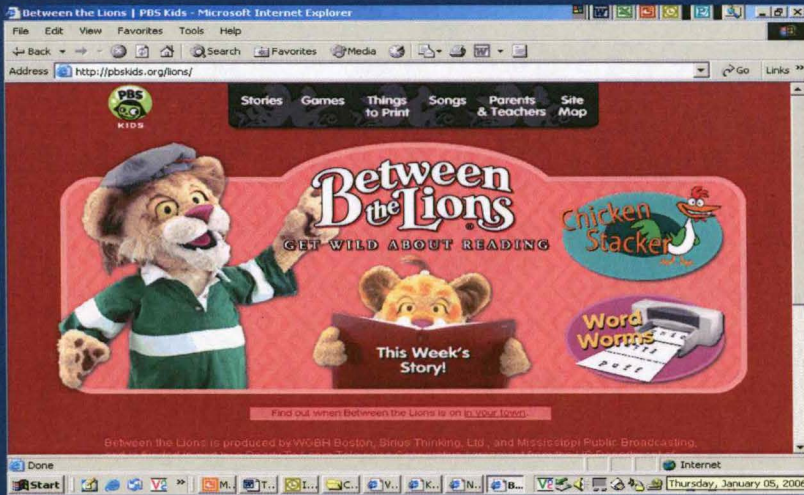 Between the Lions | PBS Kids - Microsoft Internet Explorer
File Edit View Favorites Tools Help
Back Search Favorites Media
Address http://pbskids.org/lions/ Go Links »
PBS
KIDS
Stories Games Things to Print Songs Parents & Teachers Site Map
Between
the Lions
GET WILD ABOUT READING
Chicken
Stacker
This Week's
Story!
Word
Worms
Find out when Between the Lions is on in your town.
Between the Lions is produced by WGBH Boston, Sirius Thinking, Ltd., and Mississippi Public Broadcasting,
Done Internet
Start » M.. T.. I... C.. V.. K.. N.. B... Thursday, January 05, 2006